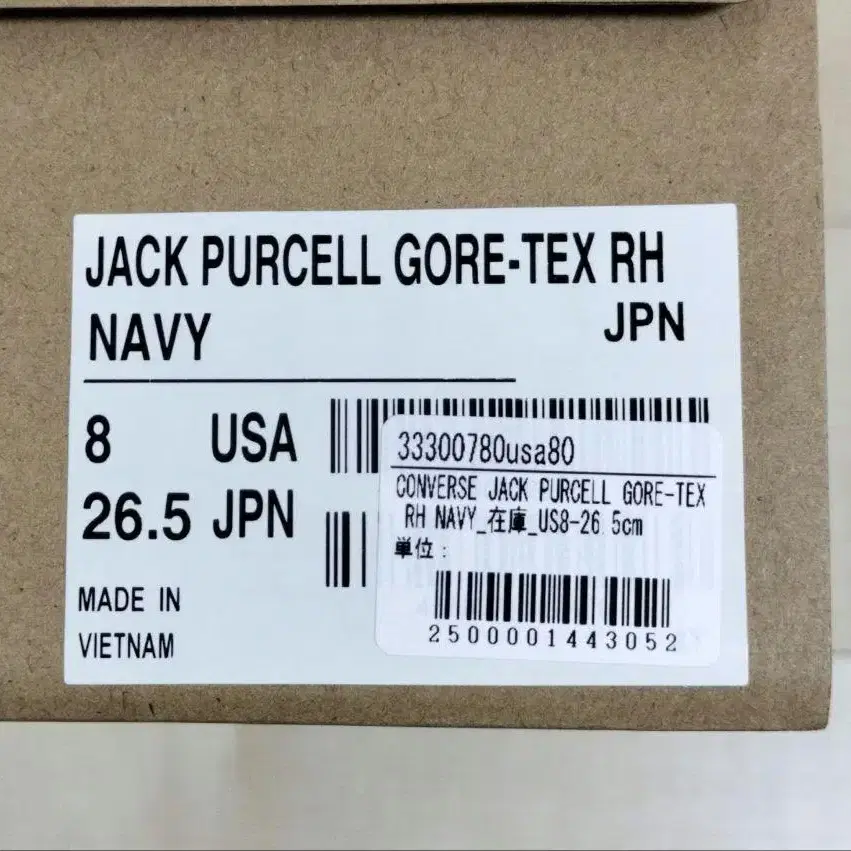 JACK PURCELL GORE-TEX RH
NAVY JPN
8 USA
26.5 JPN
MADE IN
VIETNAM
33300780usa80
CONVERSE JACK PURCELL GORE-TEX
RH NAVY_在庫_US8-26.5cm
単位：
2500001443052